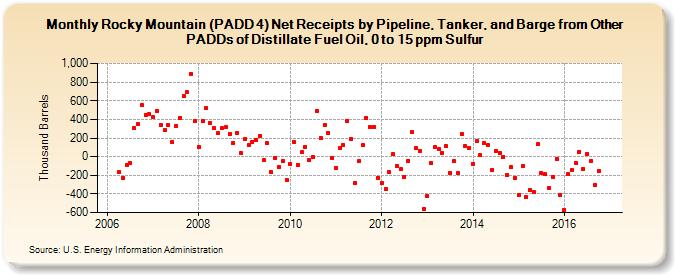 Monthly Rocky Mountain (PADD 4) Net Receipts by Pipeline, Tanker, and Barge from Other
PADDs of Distillate Fuel Oil, 0 to 15 ppm Sulfur
Thousand Barrels
1,000
800
600
400
200
0
-200
-400
-600
2006 2008 2010 2012 2014 2016
Source: U.S. Energy Information Administration